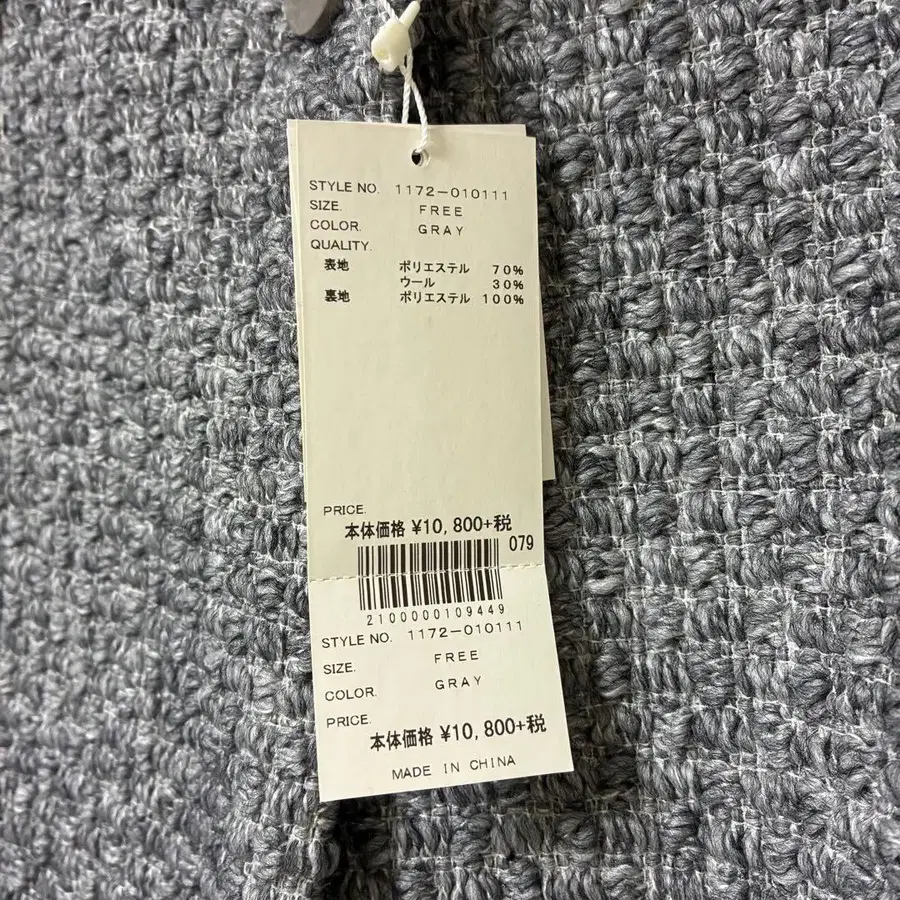 STYLE NO. 1172-010111
SIZE. FREE
COLOR. GRAY
QUALITY.
表地 ポリエステル 70%
ウール 30%
裏地 ポリエステル 100%
PRICE.
本体価格 ¥10,800+税
079
2100000109449
STYLE NO. 1172-010111
SIZE. FREE
COLOR. GRAY
PRICE.
本体価格 ¥10,800+税
MADE IN CHINA